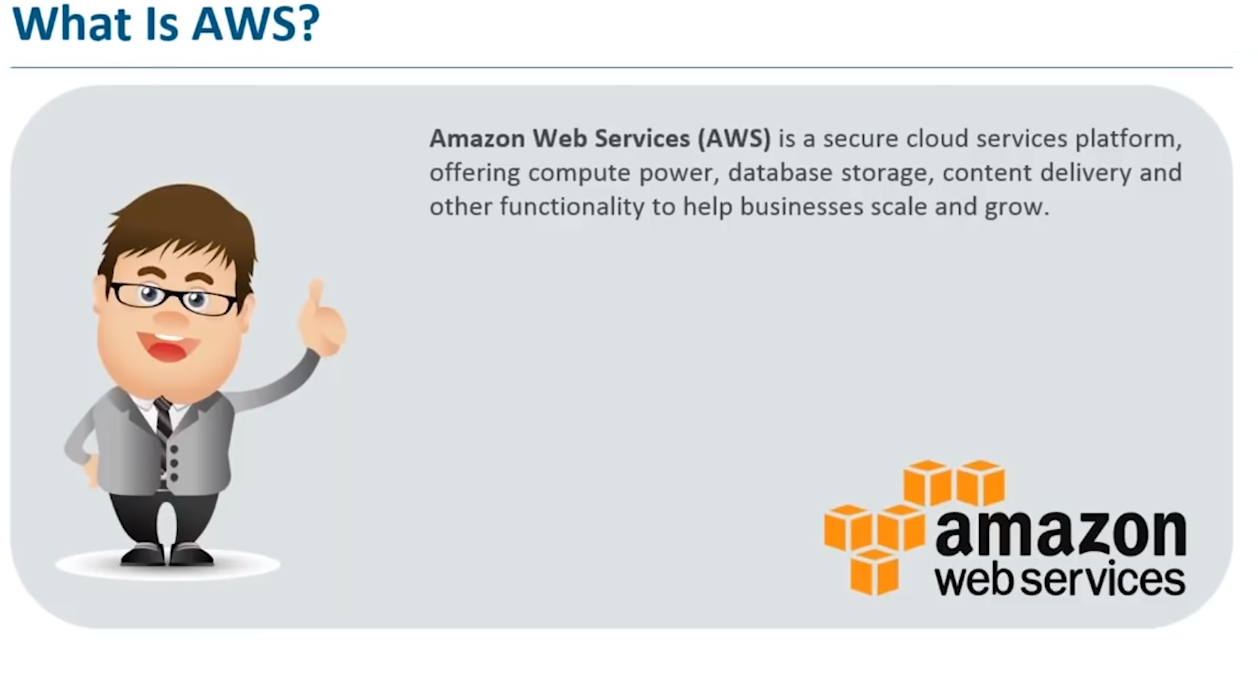 What Is AWS?
Amazon Web Services (AWS) is a secure cloud services platform,
offering compute power, database storage, content delivery and
other functionality to help businesses scale and grow.
amazon
web services